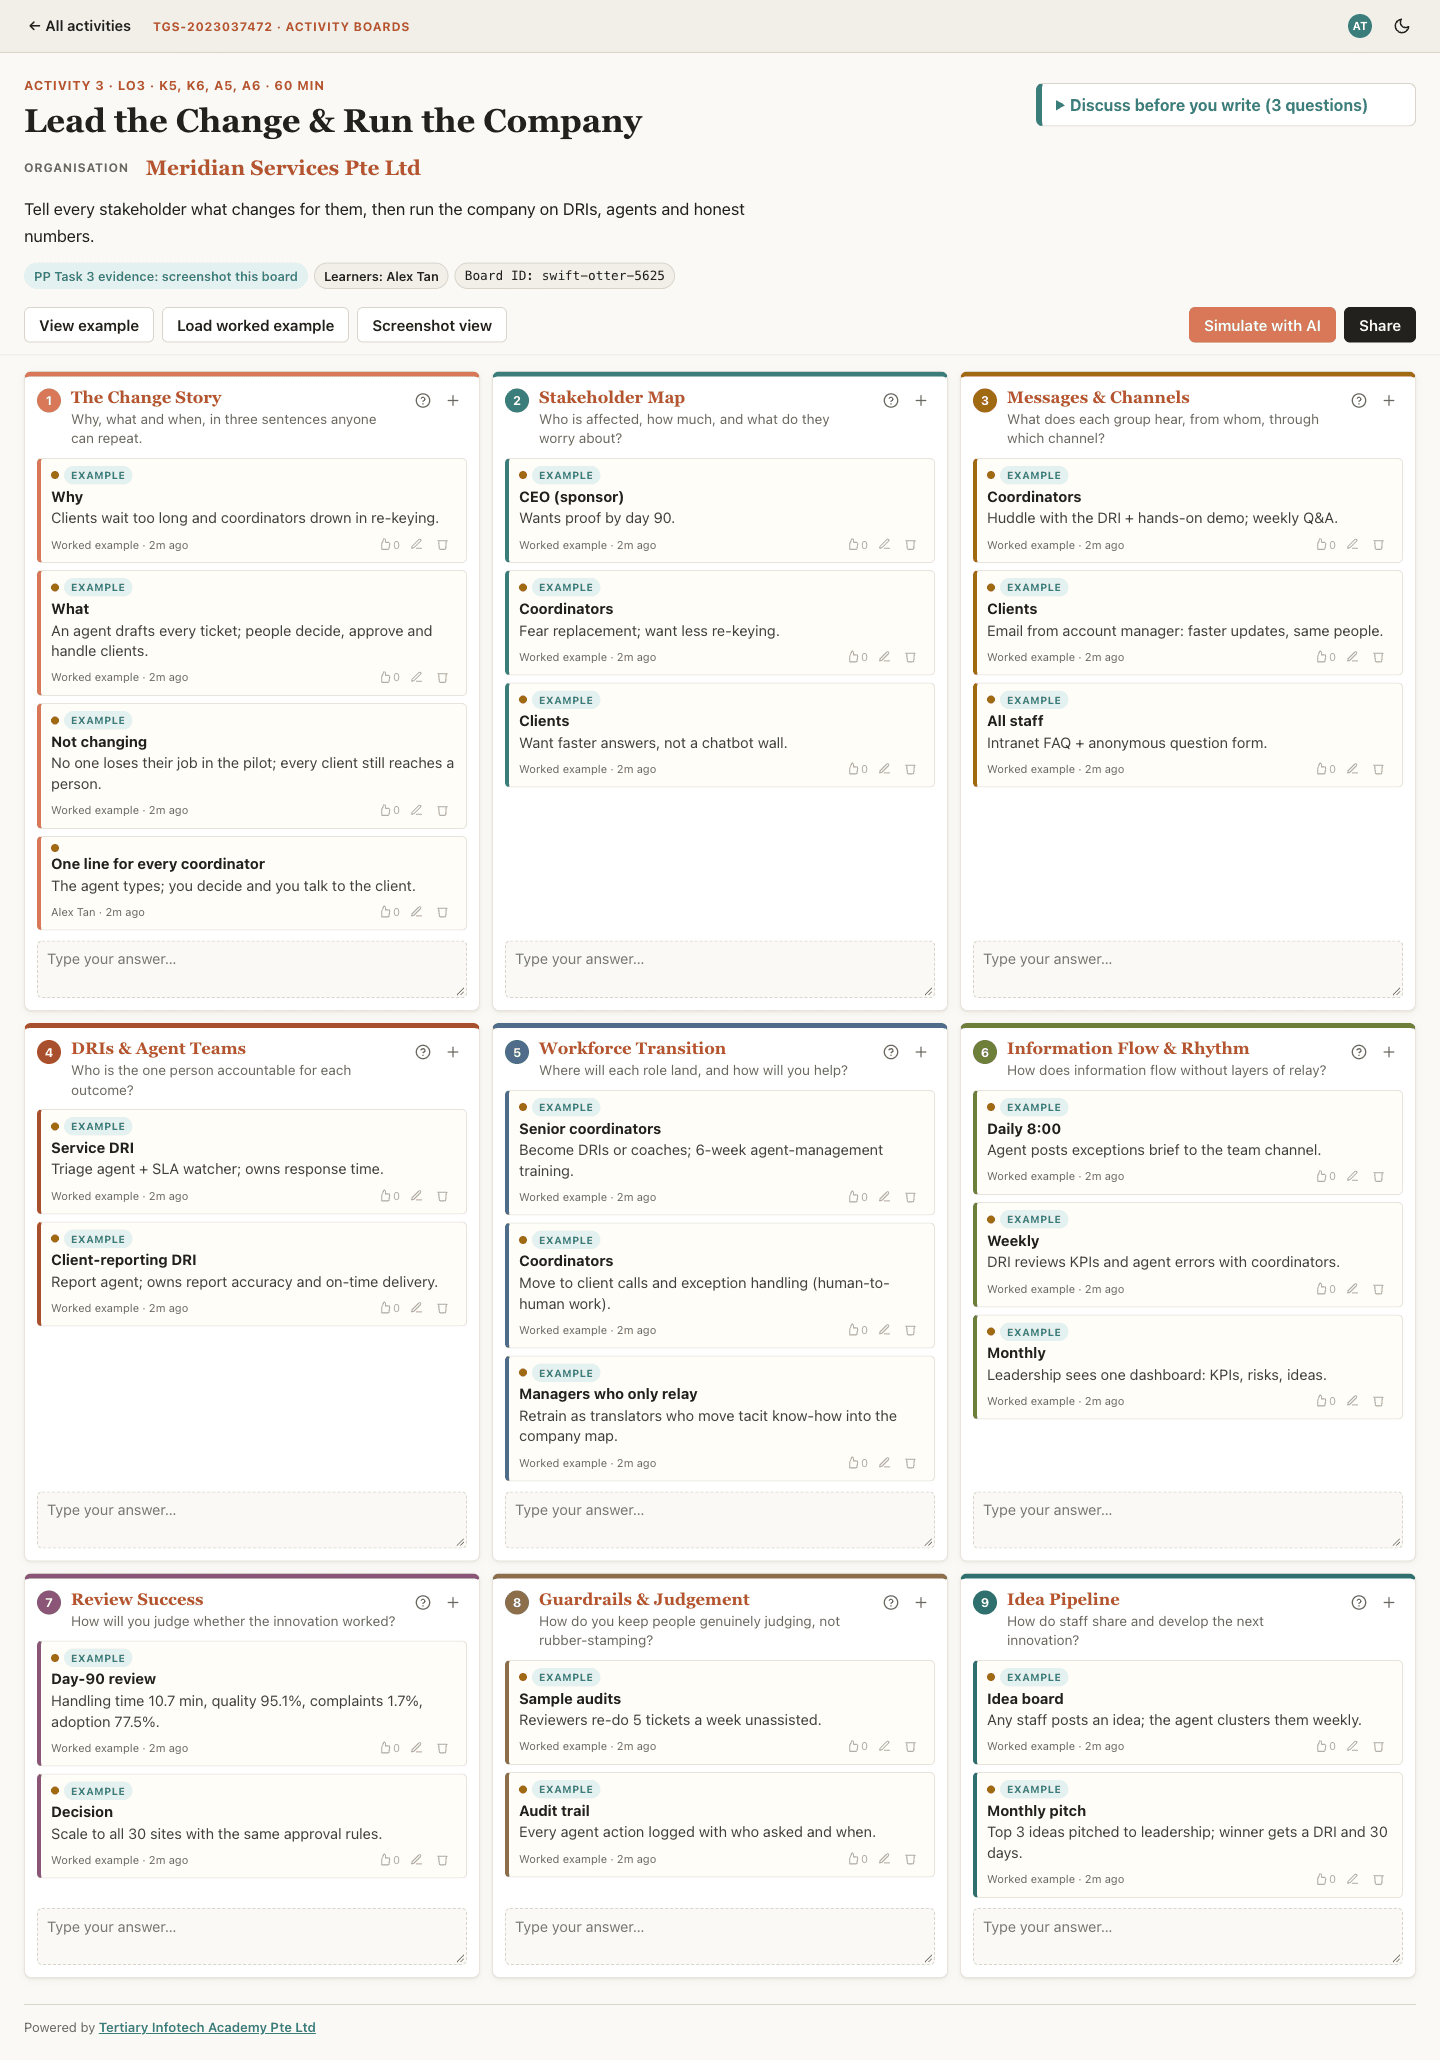 ← All activities
TGS-2023037472 · ACTIVITY BOARDS
AT
ACTIVITY 3 · LO3 · K5, K6, A5, A6 · 60 MIN
Lead the Change & Run the Company
ORGANISATION Meridian Services Pte Ltd
Tell every stakeholder what changes for them, then run the company on DRIs, agents and honest
numbers.
PP Task 3 evidence: screenshot this board
Learners: Alex Tan
Board ID: swift-otter-5625
▶ Discuss before you write (3 questions)
View example
Load worked example
Screenshot view
Simulate with AI
Share
1 The Change Story
Why, what and when, in three sentences anyone
can repeat.
EXAMPLE
Why
Clients wait too long and coordinators drown in re-keying.
Worked example · 2m ago 0
EXAMPLE
What
An agent drafts every ticket; people decide, approve and
handle clients.
Worked example · 2m ago 0
EXAMPLE
Not changing
No one loses their job in the pilot; every client still reaches a
person.
Worked example · 2m ago 0
One line for every coordinator
The agent types; you decide and you talk to the client.
Alex Tan · 2m ago 0
Type your answer...
2 Stakeholder Map
Who is affected, how much, and what do they
worry about?
EXAMPLE
CEO (sponsor)
Wants proof by day 90.
Worked example · 2m ago 0
EXAMPLE
Coordinators
Fear replacement; want less re-keying.
Worked example · 2m ago 0
EXAMPLE
Clients
Want faster answers, not a chatbot wall.
Worked example · 2m ago 0
Type your answer...
3 Messages & Channels
What does each group hear, from whom, through
which channel?
EXAMPLE
Coordinators
Huddle with the DRI + hands-on demo; weekly Q&A.
Worked example · 2m ago 0
EXAMPLE
Clients
Email from account manager: faster updates, same people.
Worked example · 2m ago 0
EXAMPLE
All staff
Intranet FAQ + anonymous question form.
Worked example · 2m ago 0
Type your answer...
4 DRIs & Agent Teams
Who is the one person accountable for each
outcome?
EXAMPLE
Service DRI
Triage agent + SLA watcher; owns response time.
Worked example · 2m ago 0
EXAMPLE
Client-reporting DRI
Report agent; owns report accuracy and on-time delivery.
Worked example · 2m ago 0
Type your answer...
5 Workforce Transition
Where will each role land, and how will you help?
EXAMPLE
Senior coordinators
Become DRIs or coaches; 6-week agent-management
training.
Worked example · 2m ago 0
EXAMPLE
Coordinators
Move to client calls and exception handling (human-to-
human work).
Worked example · 2m ago 0
EXAMPLE
Managers who only relay
Retrain as translators who move tacit know-how into the
company map.
Worked example · 2m ago 0
Type your answer...
6 Information Flow & Rhythm
How does information flow without layers of relay?
EXAMPLE
Daily 8:00
Agent posts exceptions brief to the team channel.
Worked example · 2m ago 0
EXAMPLE
Weekly
DRI reviews KPIs and agent errors with coordinators.
Worked example · 2m ago 0
EXAMPLE
Monthly
Leadership sees one dashboard: KPIs, risks, ideas.
Worked example · 2m ago 0
Type your answer...
7 Review Success
How will you judge whether the innovation worked?
EXAMPLE
Day-90 review
Handling time 10.7 min, quality 95.1%, complaints 1.7%,
adoption 77.5%.
Worked example · 2m ago 0
EXAMPLE
Decision
Scale to all 30 sites with the same approval rules.
Worked example · 2m ago 0
Type your answer...
8 Guardrails & Judgement
How do you keep people genuinely judging, not
rubber-stamping?
EXAMPLE
Sample audits
Reviewers re-do 5 tickets a week unassisted.
Worked example · 2m ago 0
EXAMPLE
Audit trail
Every agent action logged with who asked and when.
Worked example · 2m ago 0
Type your answer...
9 Idea Pipeline
How do staff share and develop the next
innovation?
EXAMPLE
Idea board
Any staff posts an idea; the agent clusters them weekly.
Worked example · 2m ago 0
EXAMPLE
Monthly pitch
Top 3 ideas pitched to leadership; winner gets a DRI and 30
days.
Worked example · 2m ago 0
Type your answer...
Powered by Tertiary Infotech Academy Pte Ltd